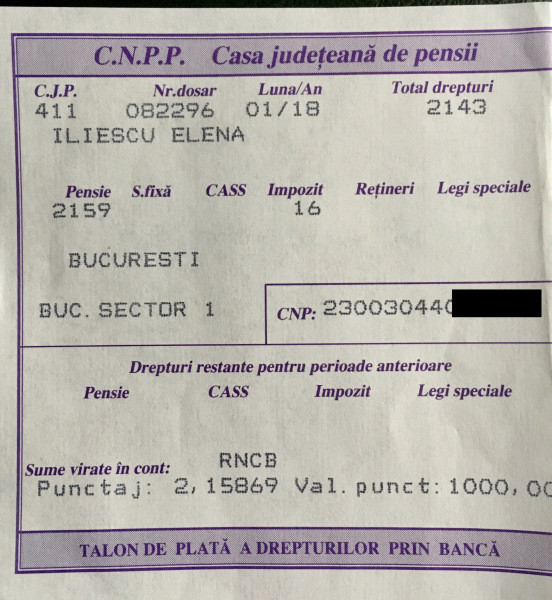 C.N.P.P. Casa județeană de pensii
C.J.P. Nr.dosar Luna/An Total drepturi
411 082296 01/18 2143
ILIESCU ELENA
Pensie S.fixă CASS Impozit Rețineri Legi speciale
2159 16
BUCURESTI
BUC. SECTOR 1
CNP: 230030440
Drepturi restante pentru perioade anterioare
Pensie CASS Impozit Legi speciale
Sume virate în cont: RNCB
Punctaj: 2,15869 Val. punct: 1000,00
TALON DE PLATĂ A DREPTURILOR PRIN BANCĂ